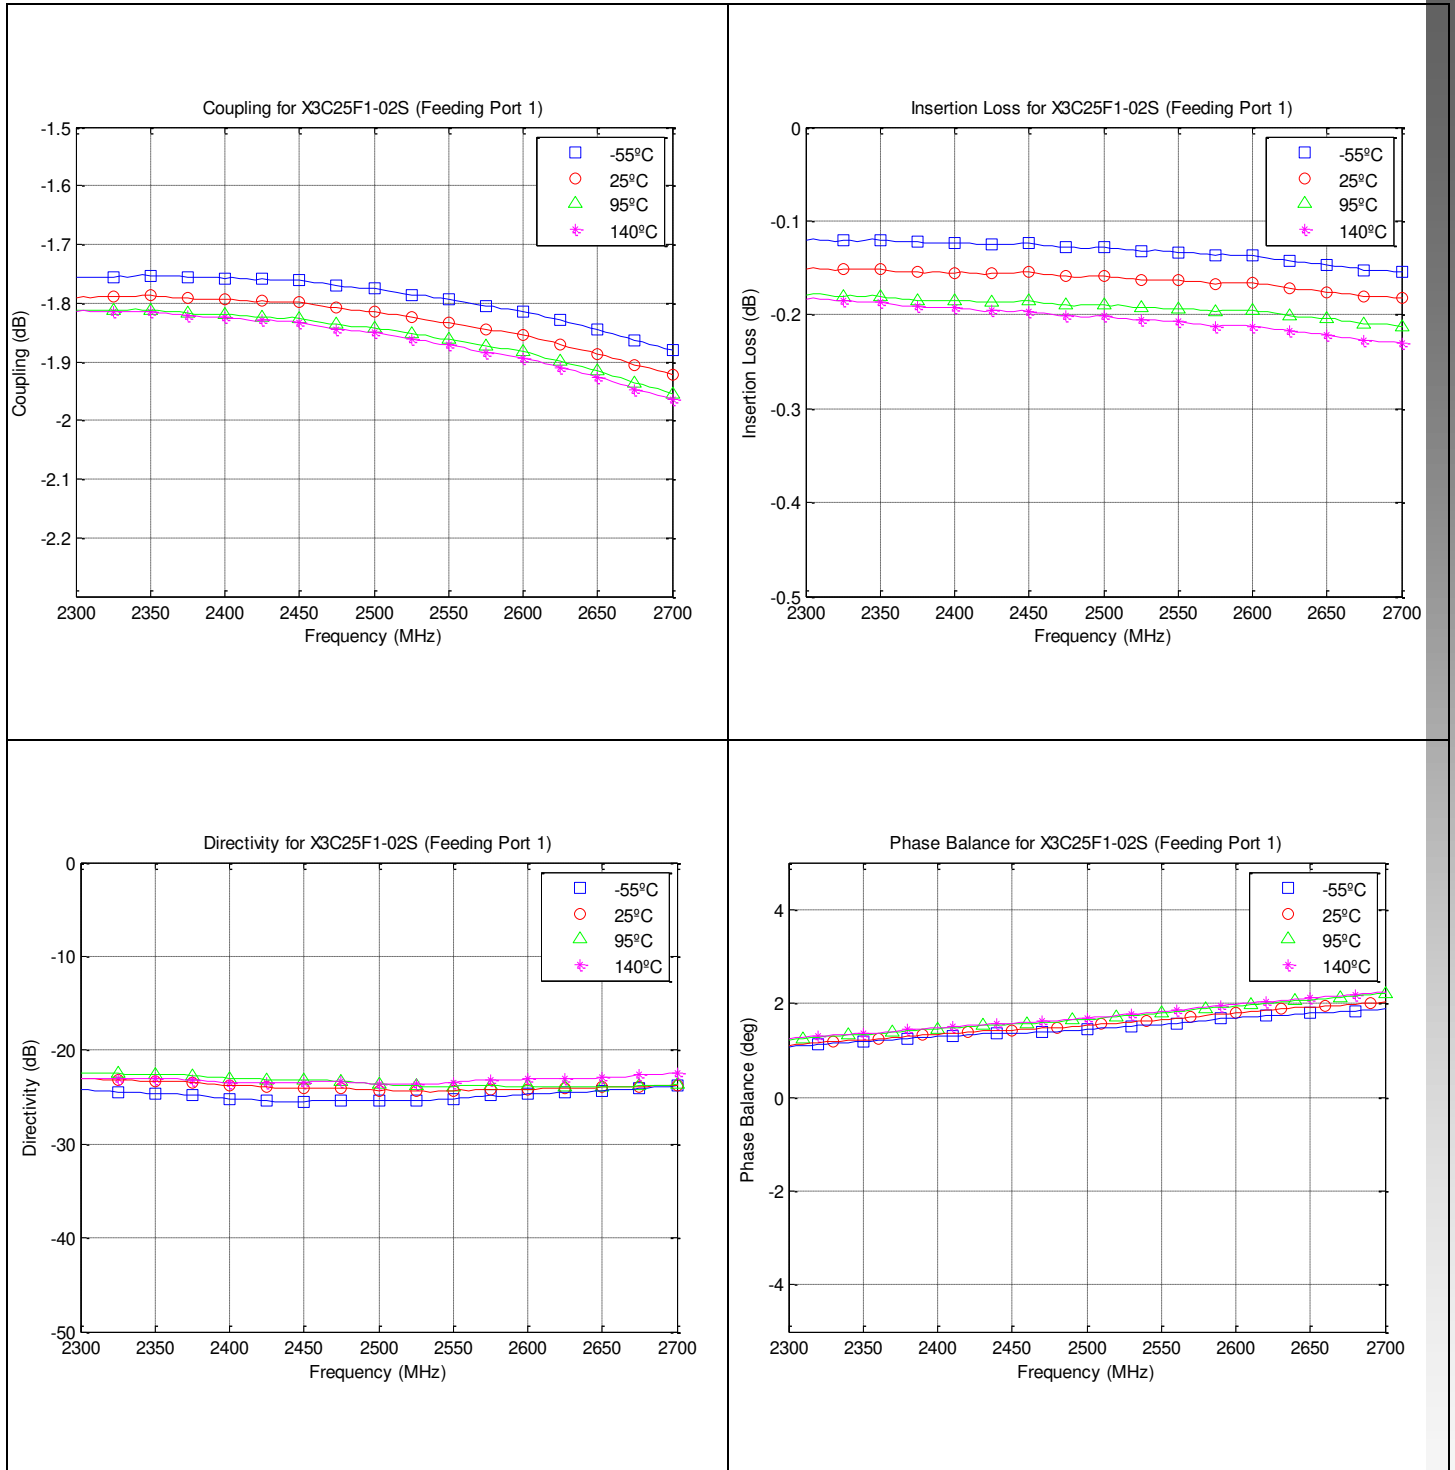 Coupling for X3C25F1-02S (Feeding Port 1)
-1.5
-1.6
-1.7
-1.8
-1.9
-2
-2.1
-2.2
Coupling (dB)
-55ºC
25ºC
95ºC
140ºC
2300 2350 2400 2450 2500 2550 2600 2650 2700
Frequency (MHz)
Insertion Loss for X3C25F1-02S (Feeding Port 1)
0
-0.1
-0.2
-0.3
-0.4
-0.5
Insertion Loss (dB)
-55ºC
25ºC
95ºC
140ºC
2300 2350 2400 2450 2500 2550 2600 2650 2700
Frequency (MHz)
Directivity for X3C25F1-02S (Feeding Port 1)
0
-10
-20
-30
-40
-50
Directivity (dB)
-55ºC
25ºC
95ºC
140ºC
2300 2350 2400 2450 2500 2550 2600 2650 2700
Frequency (MHz)
Phase Balance for X3C25F1-02S (Feeding Port 1)
4
2
0
-2
-4
Phase Balance (deg)
-55ºC
25ºC
95ºC
140ºC
2300 2350 2400 2450 2500 2550 2600 2650 2700
Frequency (MHz)